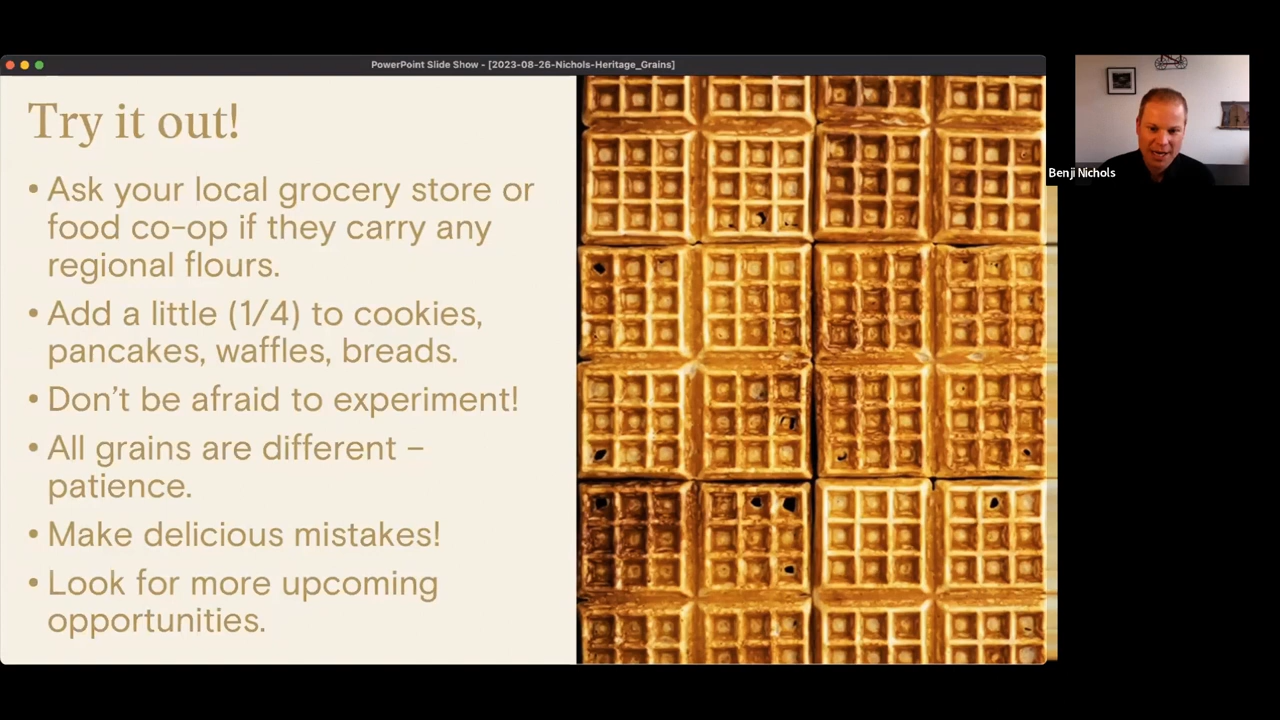 PowerPoint Slide Show - [2023-08-26-Nichols-Heritage_Grains]
Try it out!
• Ask your local grocery store or
food co-op if they carry any
regional flours.
• Add a little (1/4) to cookies,
pancakes, waffles, breads.
• Don’t be afraid to experiment!
• All grains are different –
patience.
• Make delicious mistakes!
• Look for more upcoming
opportunities.
Benji Nichols